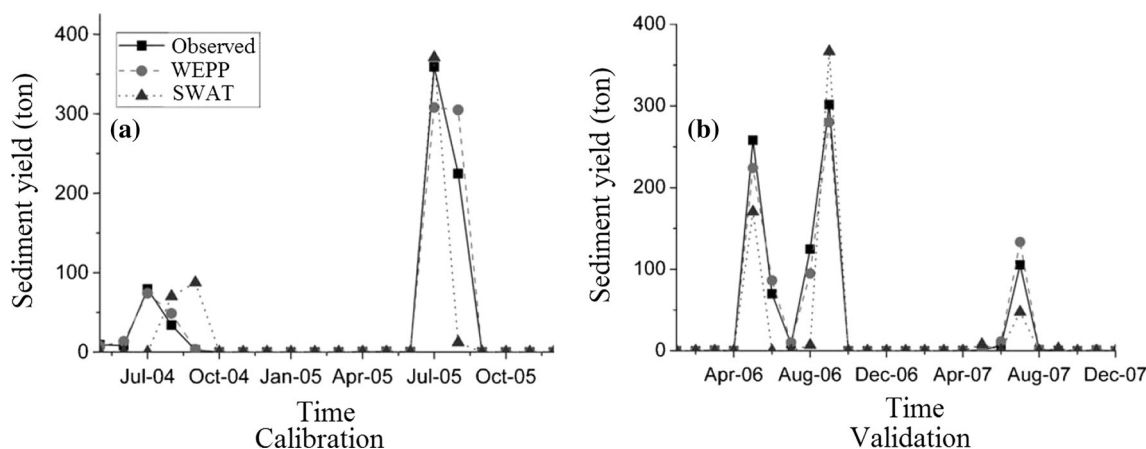 (a)
Observed
WEPP
SWAT
Sediment yield (ton)
400
300
200
100
0
Jul-04 Oct-04 Jan-05 Apr-05 Jul-05 Oct-05
Time
Calibration
(b)
Sediment yield (ton)
400
300
200
100
0
Apr-06 Aug-06 Dec-06 Apr-07 Aug-07 Dec-07
Time
Validation